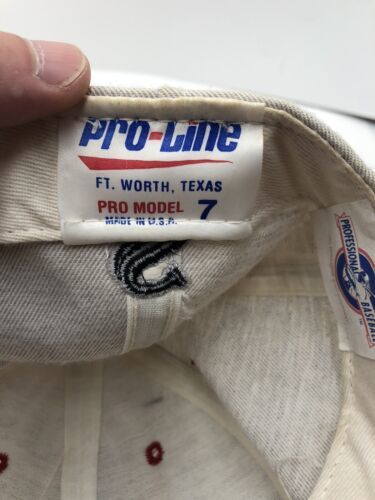 Pro-Line
FT. WORTH, TEXAS
PRO MODEL 7
MADE IN U.S.A.
PROFESSIONAL
BASEBALL